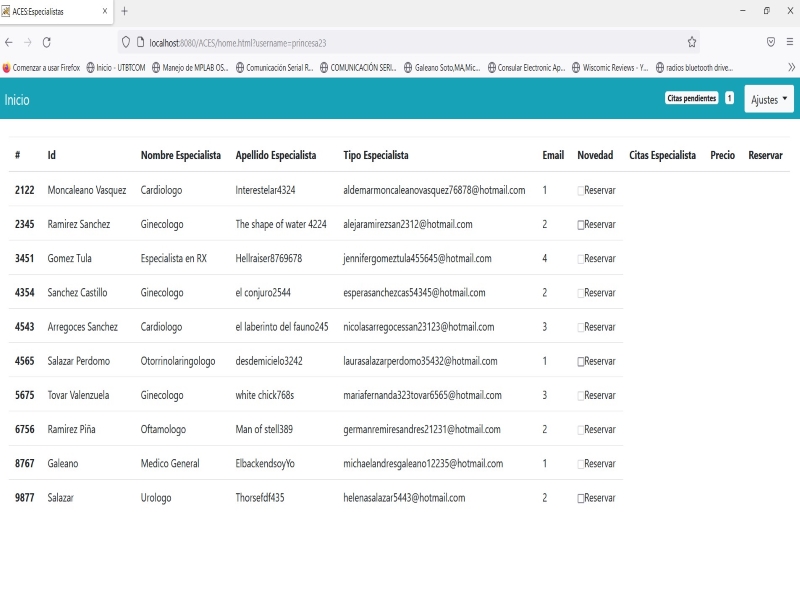 ACES:Especialistas
localhost:8080/ACES/home.html?username=princesa23
Comenzar a usar Firefox Inicio - UTBTCOM Manejo de MPLAB OS... Comunicación Serial R... COMUNICACIÓN SERI... Galeano Soto,MA,Mic... Consular Electronic Ap... Wiscomic Reviews - Y... radios bluetooth drive...
Inicio Citas pendientes 1 Ajustes
# Id Nombre Especialista Apellido Especialista Tipo Especialista Email Novedad Citas Especialista Precio Reservar
2122 Moncaleano Vasquez Cardiologo Interestelar4324 aldemarmoncaleanovasquez76878@hotmail.com 1 Reservar
2345 Ramirez Sanchez Ginecologo The shape of water 4224 alejaramirezsan2312@hotmail.com 2 Reservar
3451 Gomez Tula Especialista en RX Hellraiser8769678 jennifergomeztula455645@hotmail.com 4 Reservar
4354 Sanchez Castillo Ginecologo el conjuro2544 esperasanchezcas54345@hotmail.com 2 Reservar
4543 Arregoces Sanchez Cardiologo el laberinto del fauno245 nicolasarregocessan23123@hotmail.com 3 Reservar
4565 Salazar Perdomo Otorrinolaringologo desdemicielo3242 laurasalazarperdomo35432@hotmail.com 1 Reservar
5675 Tovar Valenzuela Ginecologo white chick768s mariafernanda323tovar6565@hotmail.com 3 Reservar
6756 Ramirez Piña Oftamologo Man of stell389 germanremiresandres21231@hotmail.com 2 Reservar
8767 Galeano Medico General ElbackendsoyYo michaelandresgaleano12235@hotmail.com 1 Reservar
9877 Salazar Urologo Thorsefdf435 helenasalazar5443@hotmail.com 2 Reservar